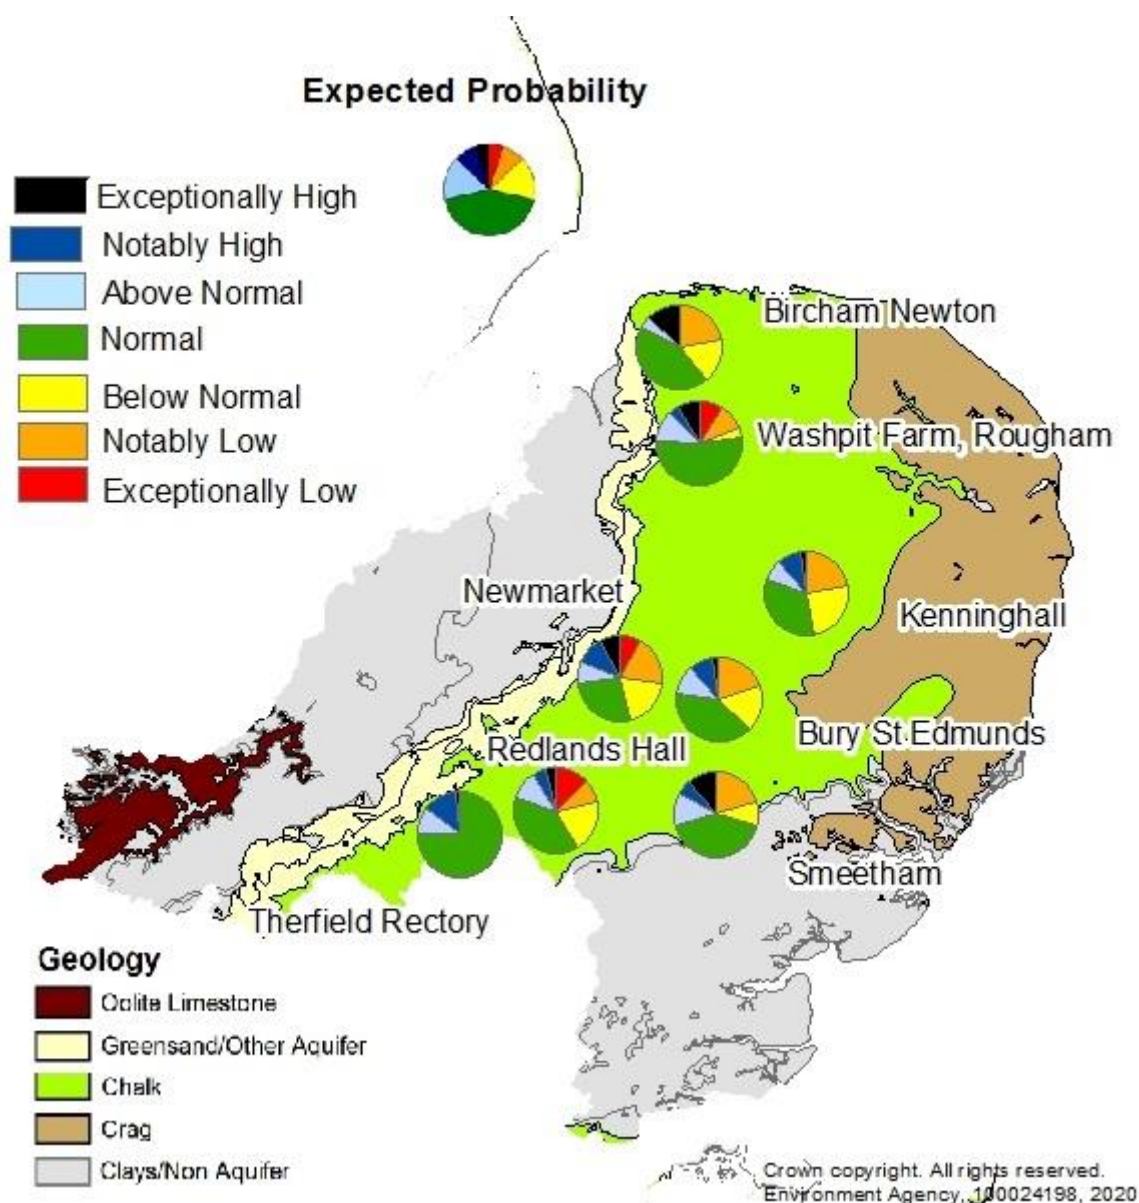 Expected Probability
Exceptionally High
Notably High
Above Normal
Normal
Below Normal
Notably Low
Exceptionally Low
Bircham Newton
Washpit Farm, Rougham
Newmarket
Kenninghall
Bury St Edmunds
Redlands Hall
Smeetham
Therfield Rectory
Geology
Oolite Limestone
Greensand/Other Aquifer
Chalk
Crag
Clays/Non Aquifer
Crown copyright. All rights reserved.
Environment Agency, 100024198, 2020